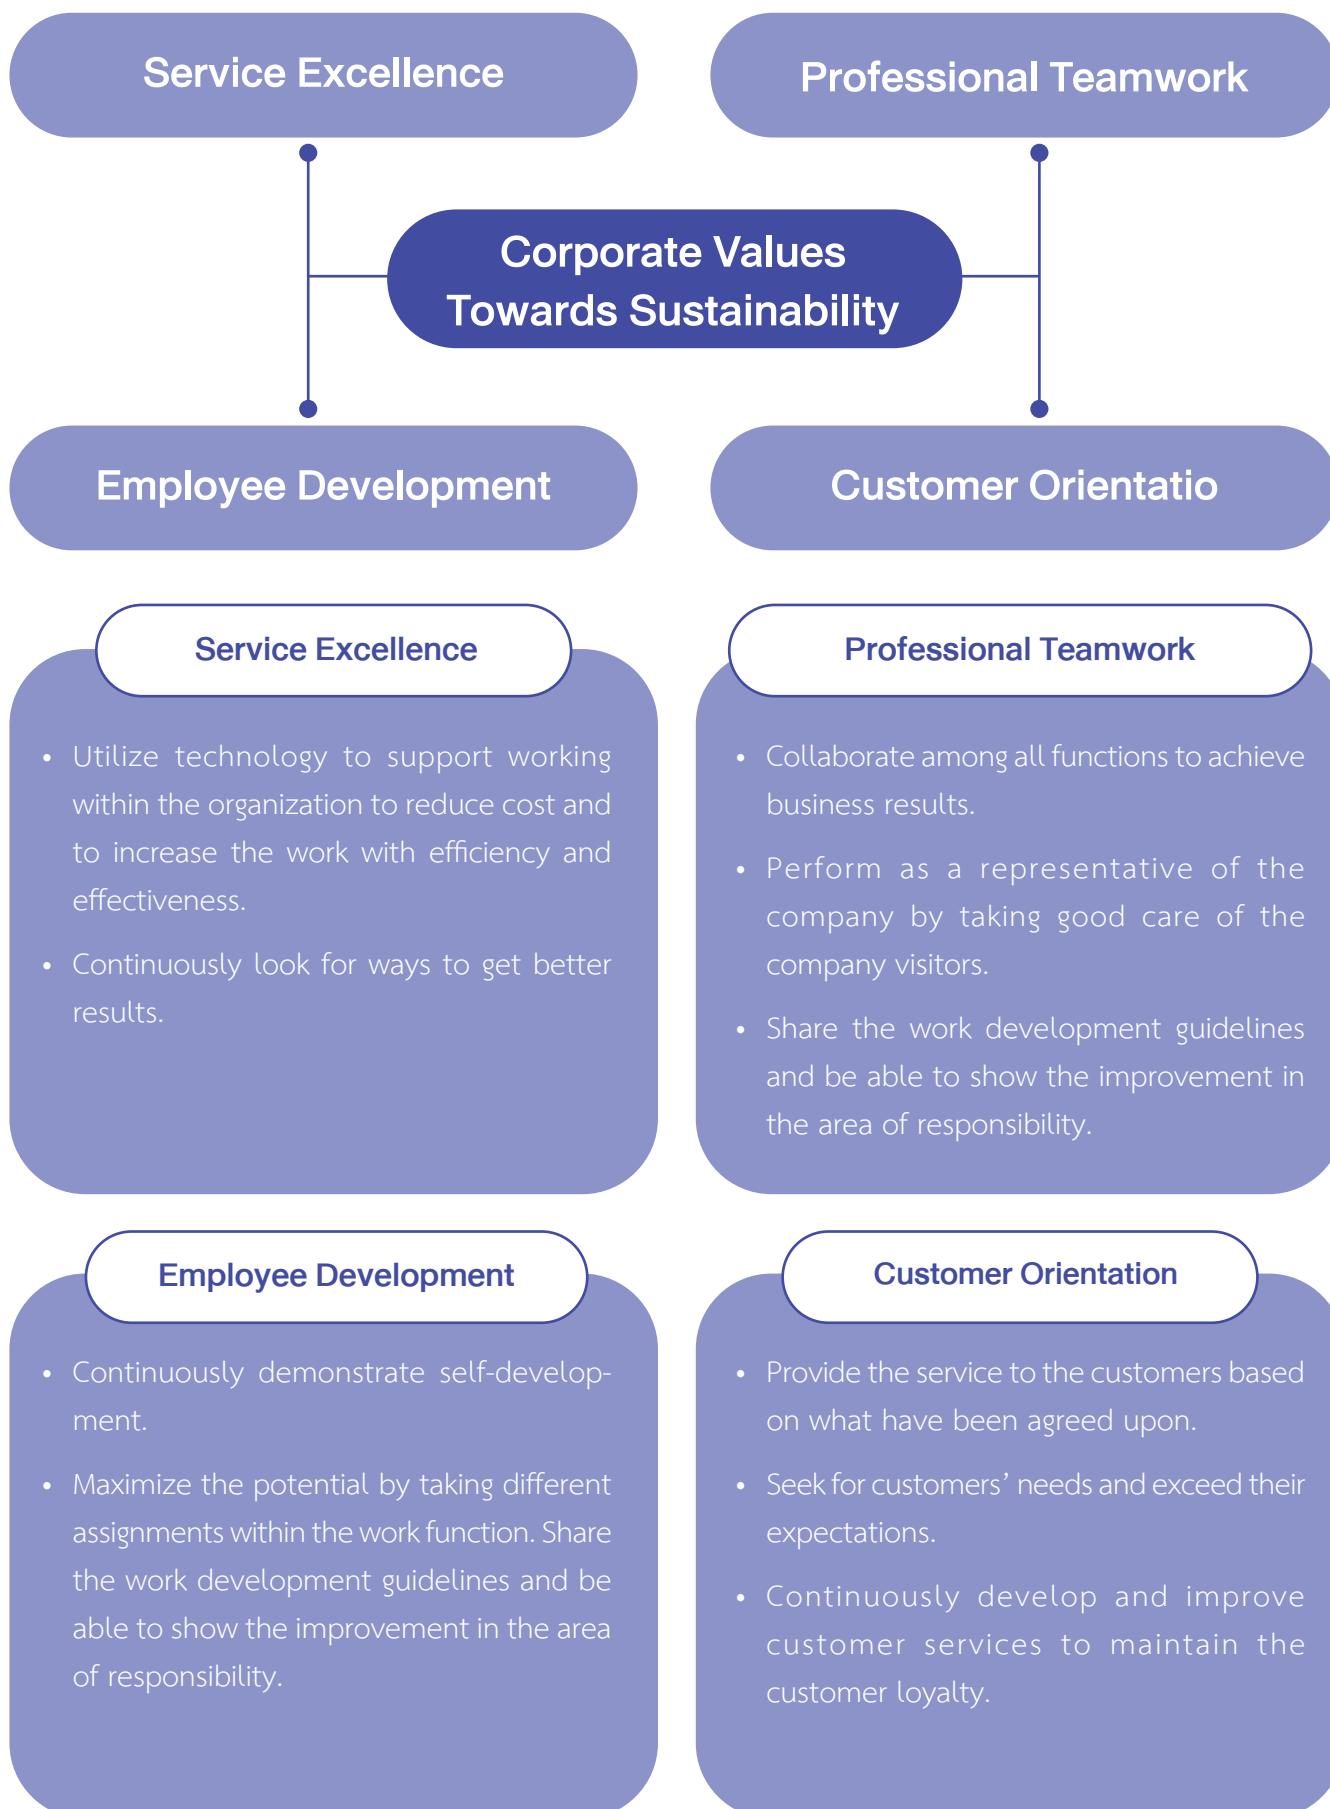 Service Excellence
Professional Teamwork
Corporate Values
Towards Sustainability
Employee Development
Customer Orientatio
Service Excellence
• Utilize technology to support working
within the organization to reduce cost and
to increase the work with efficiency and
effectiveness.
• Continuously look for ways to get better
results.
Professional Teamwork
• Collaborate among all functions to achieve
business results.
• Perform as a representative of the
company by taking good care of the
company visitors.
• Share the work development guidelines
and be able to show the improvement in
the area of responsibility.
Employee Development
• Continuously demonstrate self-develop-
ment.
• Maximize the potential by taking different
assignments within the work function. Share
the work development guidelines and be
able to show the improvement in the area
of responsibility.
Customer Orientation
• Provide the service to the customers based
on what have been agreed upon.
• Seek for customers’ needs and exceed their
expectations.
• Continuously develop and improve
customer services to maintain the
customer loyalty.